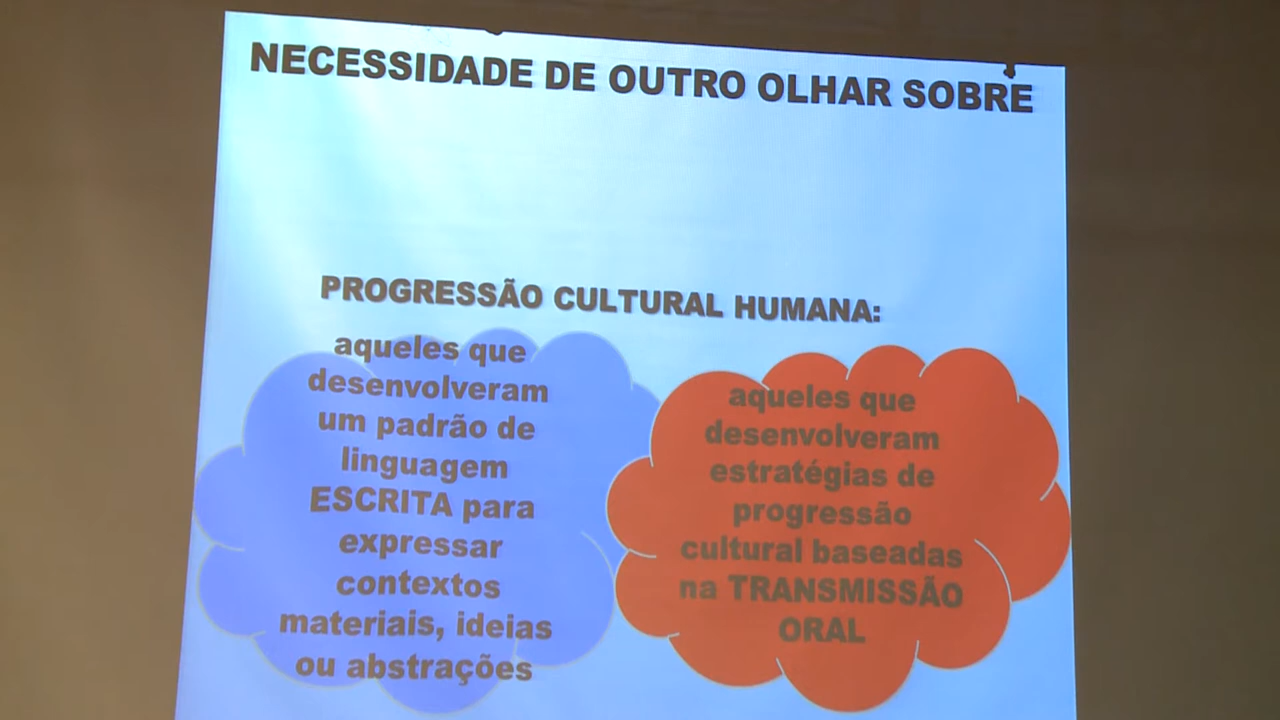 NECESSIDADE DE OUTRO OLHAR SOBRE
PROGRESSÃO CULTURAL HUMANA:
aqueles que
desenvolveram
um padrão de
linguagem
ESCRITA para
expressar
contextos
materiais, ideias
ou abstrações
aqueles que
desenvolveram
estratégias de
progressão
cultural baseadas
na TRANSMISSÃO
ORAL